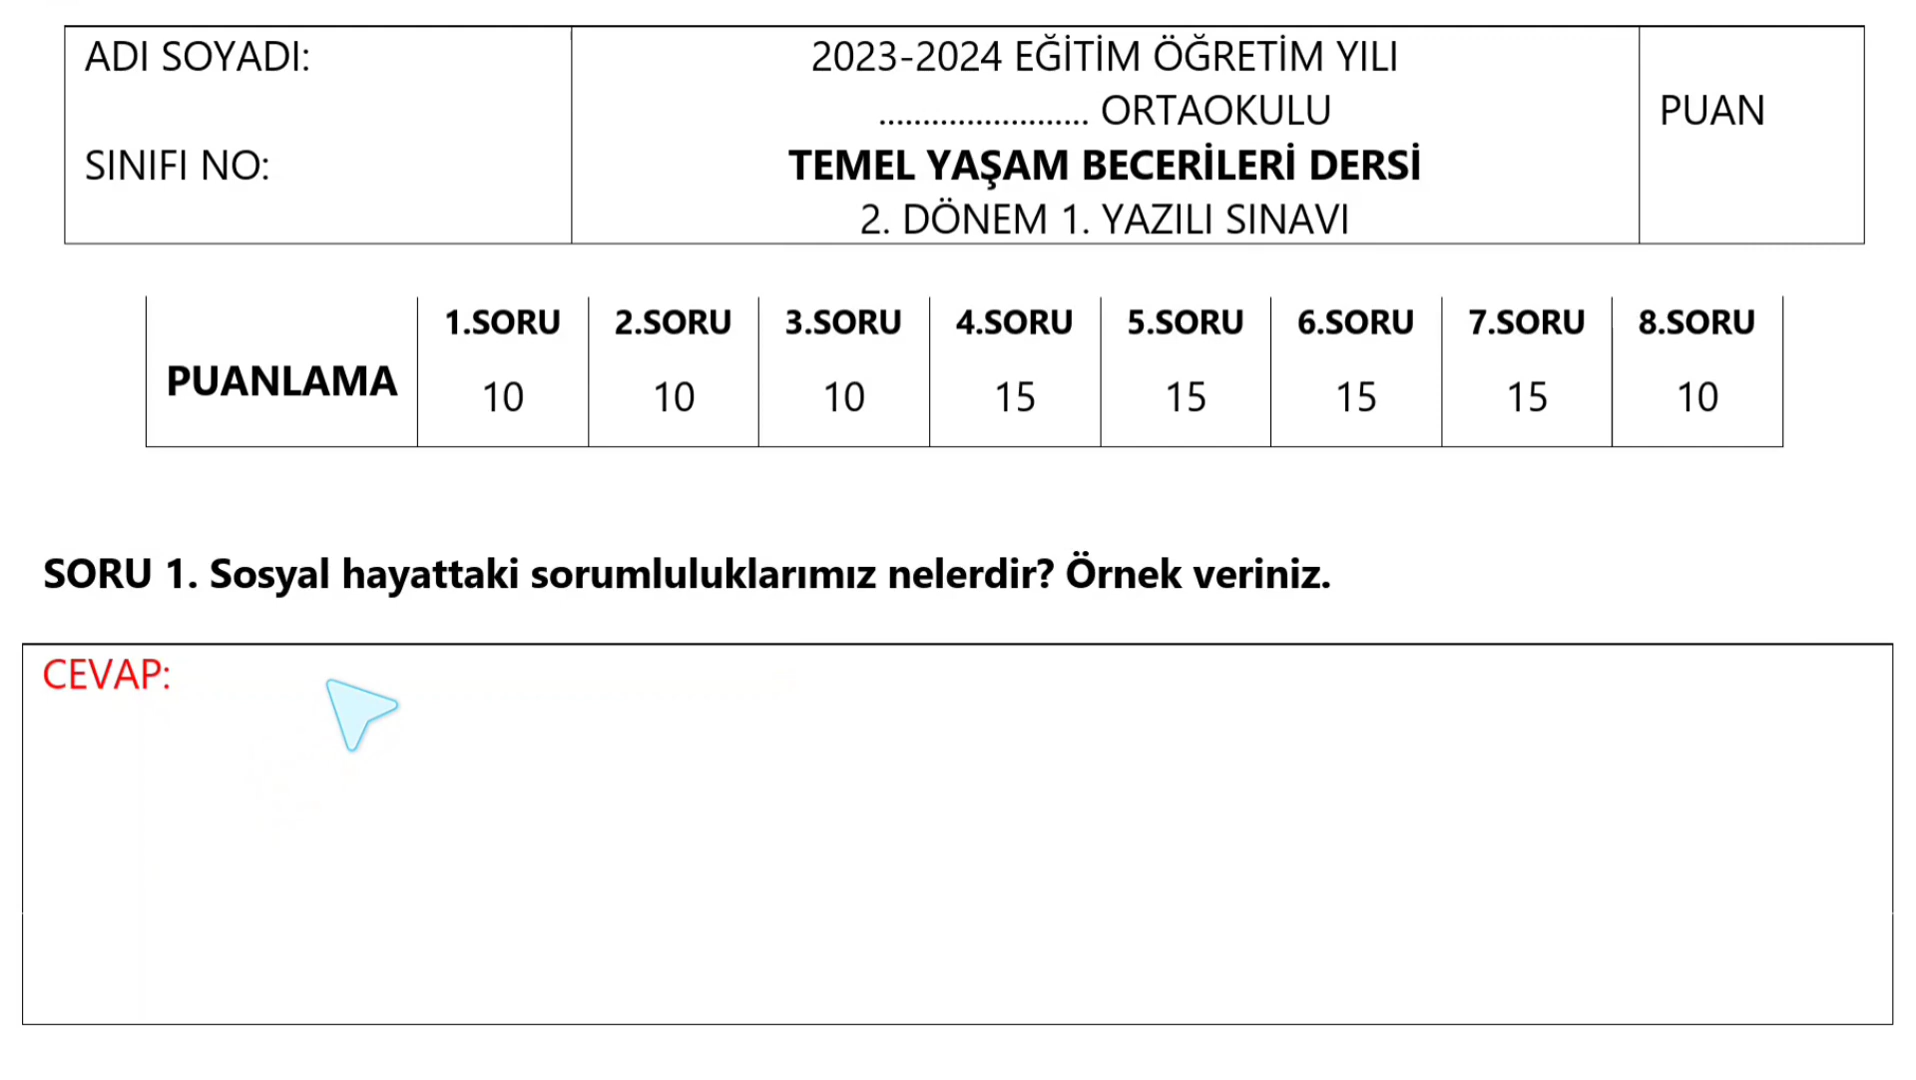 ADI SOYADI:
SINIFI NO:
2023-2024 EĞİTİM ÖĞRETİM YILI
........................ ORTAOKULU
TEMEL YAŞAM BECERİLERİ DERSİ
2. DÖNEM 1. YAZILI SINAVI
PUAN
PUANLAMA
1.SORU 2.SORU 3.SORU 4.SORU 5.SORU 6.SORU 7.SORU 8.SORU
10 10 10 15 15 15 15 10
SORU 1. Sosyal hayattaki sorumluluklarımız nelerdir? Örnek veriniz.
CEVAP: